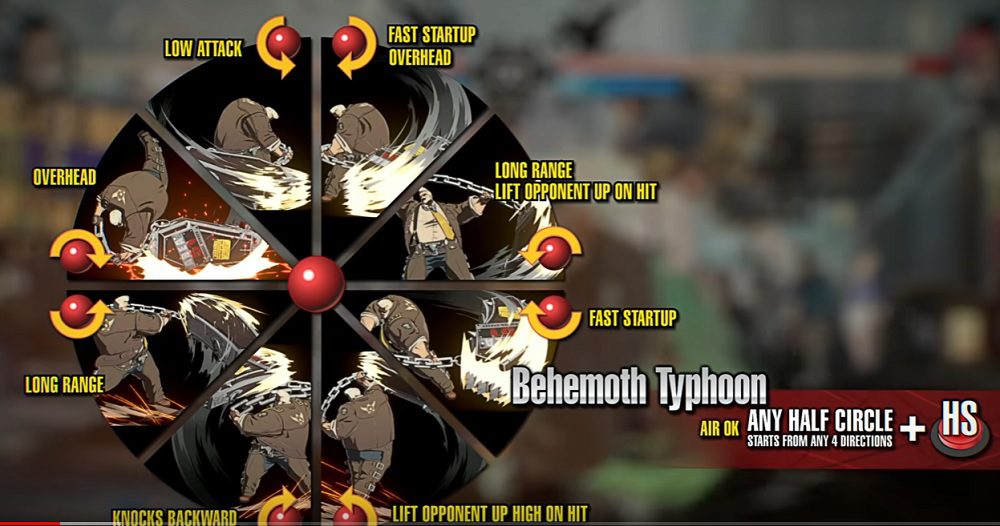 LOW ATTACK
FAST STARTUP
OVERHEAD
OVERHEAD
LONG RANGE
LIFT OPPONENT UP ON HIT
LONG RANGE
FAST STARTUP
Behemoth Typhoon
AIR OK ANY HALF CIRCLE + HS
STARTS FROM ANY 4 DIRECTIONS
KNOCKS BACKWARD
LIFT OPPONENT UP HIGH ON HIT